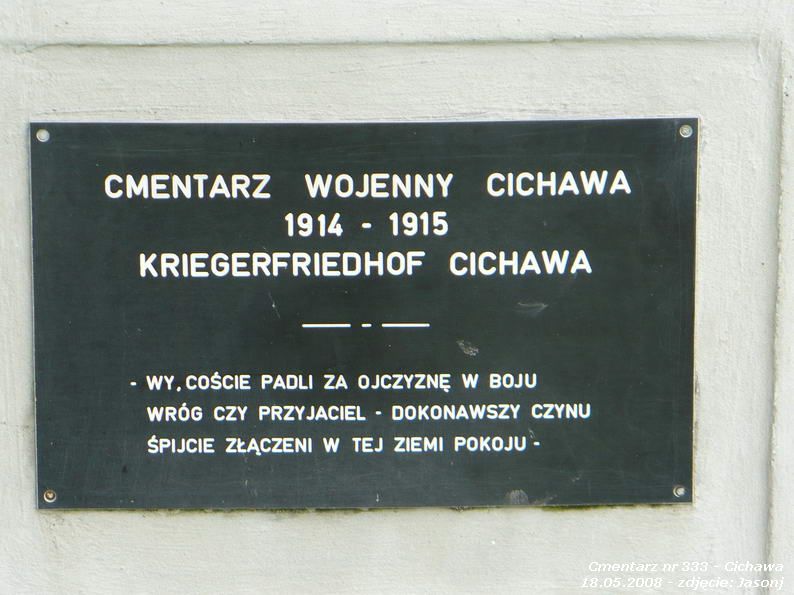 CMENTARZ WOJENNY CICHAWA
1914 - 1915
KRIEGERFRIEDHOF CICHAWA
— - —
- WY, COŚCIE PADLI ZA OJCZYZNĘ W BOJU
WRÓG CZY PRZYJACIEL - DOKONAWSZY CZYNU
ŚPIJCIE ZŁĄCZENI W TEJ ZIEMI POKOJU -
Cmentarz nr 333 - Cichawa
18.05.2008 - zdjęcie: Jasonj